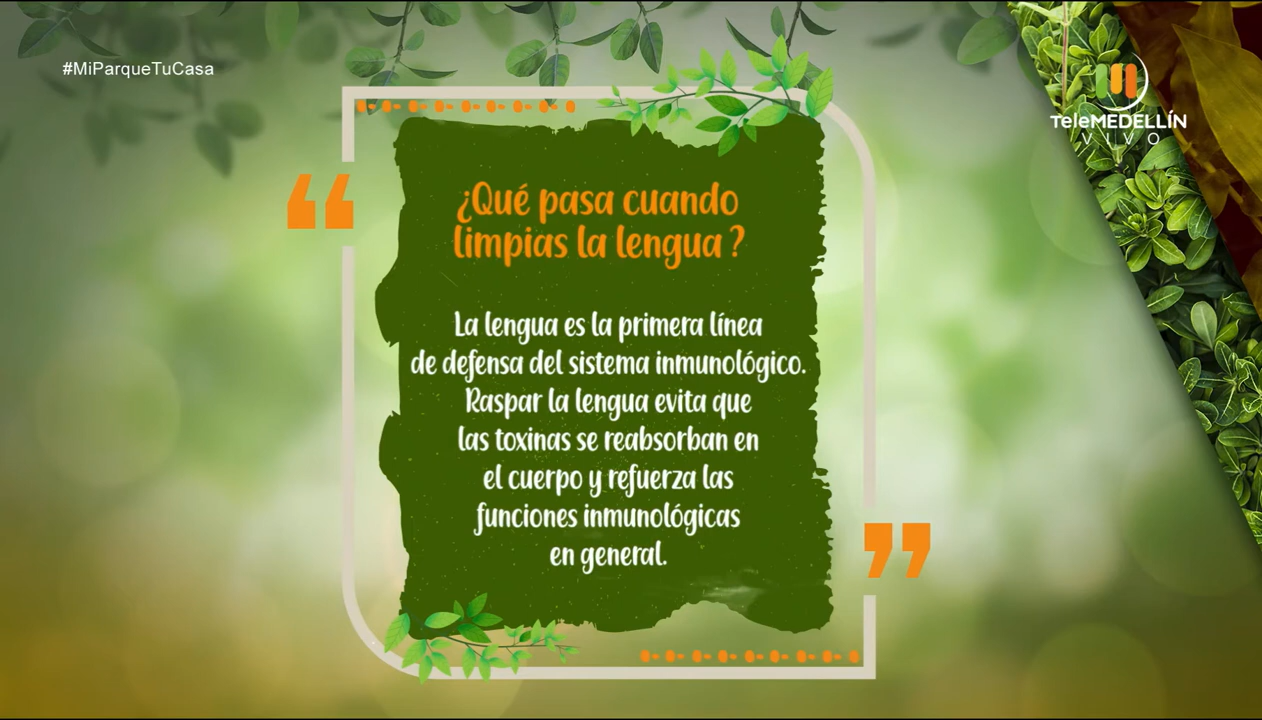 #MiParqueTuCasa
TeleMEDELLÍN
VIVO
¿Qué pasa cuando
limpias la lengua?
La lengua es la primera línea
de defensa del sistema inmunológico.
Raspar la lengua evita que
las toxinas se reabsorban en
el cuerpo y refuerza las
funciones inmunológicas
en general.